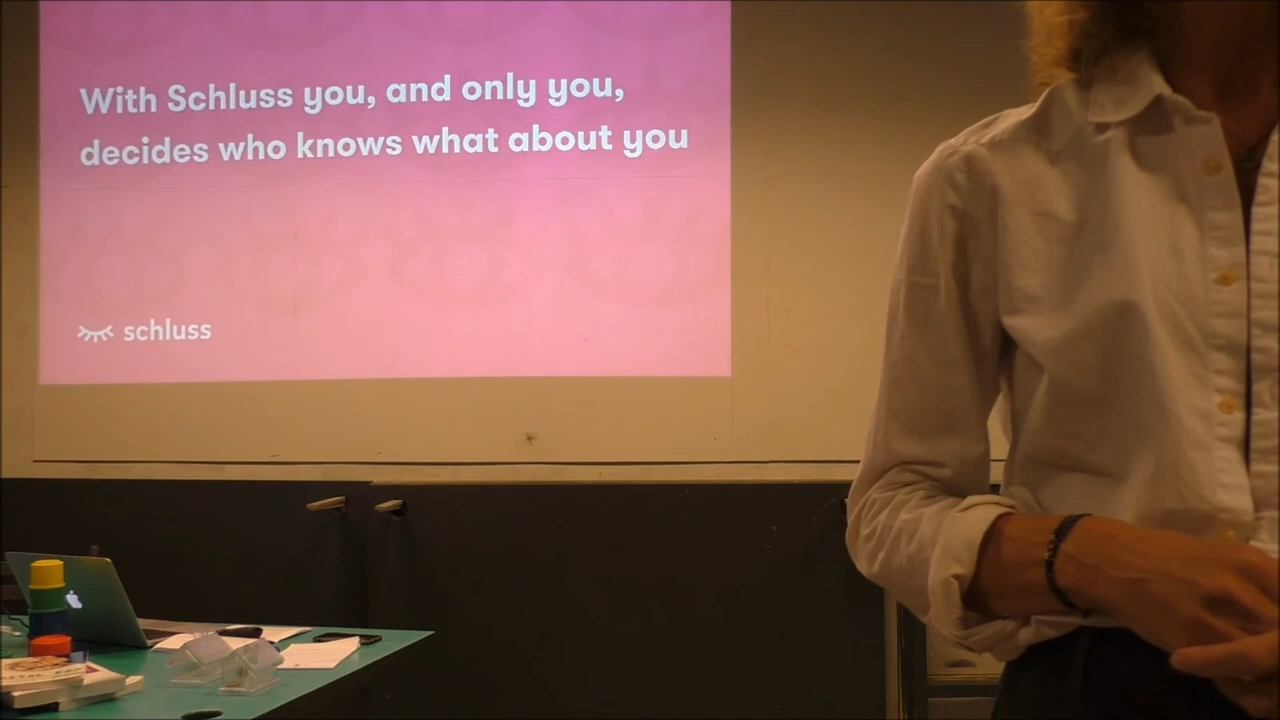 With Schluss you, and only you,
decides who knows what about you
schluss